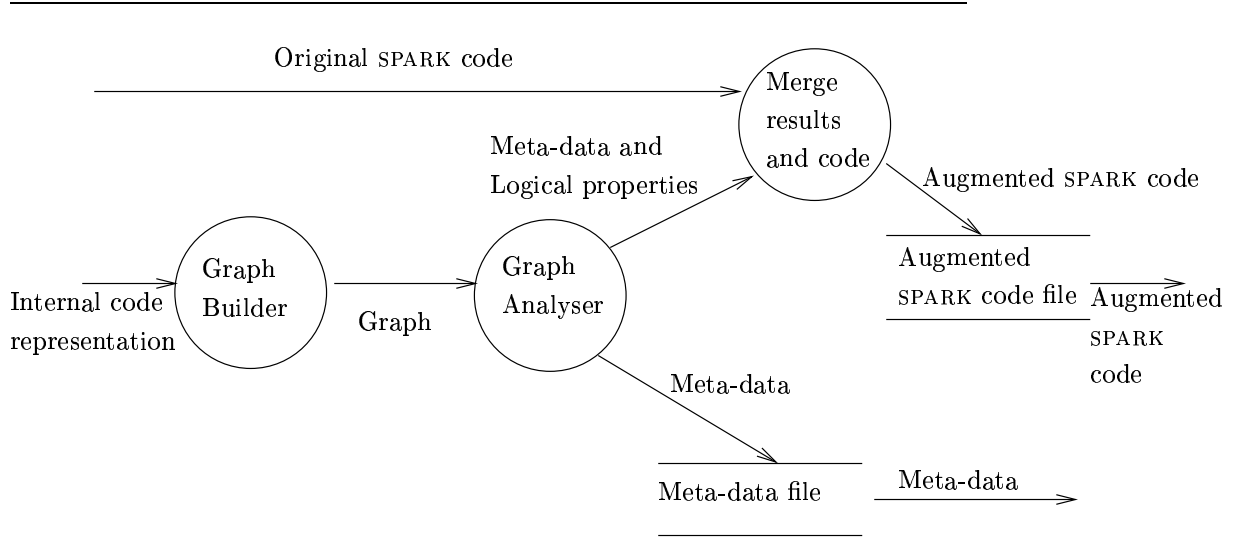 Original SPARK code
Merge
results
and code
Meta-data and
Logical properties
Augmented SPARK code
Graph
Builder
Graph
Analyser
Augmented
SPARK code file
Internal code
representation
Graph
Augmented
SPARK
code
Meta-data
Meta-data file
Meta-data